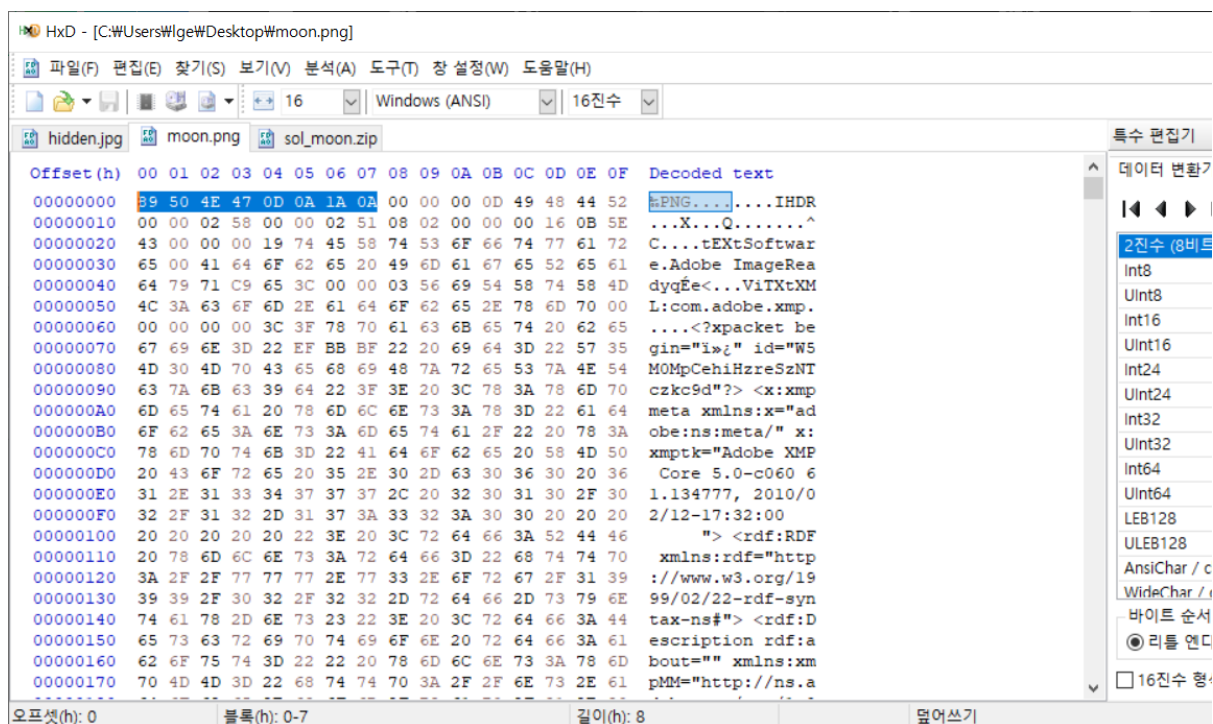 HxD - [C:₩Users₩lge₩Desktop₩moon.png]
파일(F) 편집(E) 찾기(S) 보기(V) 분석(A) 도구(T) 창 설정(W) 도움말(H)
16 Windows (ANSI) 16진수
hidden.jpg moon.png sol_moon.zip 특수 편집기
Offset(h) 00 01 02 03 04 05 06 07 08 09 0A 0B 0C 0D 0E 0F Decoded text
00000000 89 50 4E 47 0D 0A 1A 0A 00 00 00 0D 49 48 44 52 ‰PNG........IHDR
00000010 00 00 02 58 00 00 02 51 08 02 00 00 00 16 0B 5E ...X...Q.......^
00000020 43 00 00 00 19 74 45 58 74 53 6F 66 74 77 61 72 C....tEXtSoftwar
00000030 65 00 41 64 6F 62 65 20 49 6D 61 67 65 52 65 61 e.Adobe ImageRea
00000040 64 79 71 C9 65 3C 00 00 03 56 69 54 58 74 58 4D dyqÉe<...ViTXtXM
00000050 4C 3A 63 6F 6D 2E 61 64 6F 62 65 2E 78 6D 70 00 L:com.adobe.xmp.
00000060 00 00 00 00 3C 3F 78 70 61 63 6B 65 74 20 62 65 ....<?xpacket be
00000070 67 69 6E 3D 22 EF BB BF 22 20 69 64 3D 22 57 35 gin="ï»¿" id="W5
00000080 4D 30 4D 70 43 65 68 69 48 7A 72 65 53 7A 4E 54 M0MpCehiHzreSzNT
00000090 63 7A 6B 63 39 64 22 3F 3E 20 3C 78 3A 78 6D 70 czkc9d"?> <x:xmp
000000A0 6D 65 74 61 20 78 6D 6C 6E 73 3A 78 3D 22 61 64 meta xmlns:x="ad
000000B0 6F 62 65 3A 6E 73 3A 6D 65 74 61 2F 22 20 78 3A obe:ns:meta/" x:
000000C0 78 6D 70 74 6B 3D 22 41 64 6F 62 65 20 58 4D 50 xmptk="Adobe XMP
000000D0 20 43 6F 72 65 20 35 2E 30 2D 63 30 36 30 20 36 Core 5.0-c060 6
000000E0 31 2E 31 33 34 37 37 37 2C 20 32 30 31 30 2F 30 1.134777, 2010/0
000000F0 32 2F 31 32 2D 31 37 3A 33 32 3A 30 30 20 20 20 2/12-17:32:00
00000100 20 20 20 20 20 22 3E 20 3C 72 64 66 3A 52 44 46 "> <rdf:RDF
00000110 20 78 6D 6C 6E 73 3A 72 64 66 3D 22 68 74 74 70 xmlns:rdf="http
00000120 3A 2F 2F 77 77 77 2E 77 33 2E 6F 72 67 2F 31 39 ://www.w3.org/19
00000130 39 39 2F 30 32 2F 32 32 2D 72 64 66 2D 73 79 6E 99/02/22-rdf-syn
00000140 74 61 78 2D 6E 73 23 22 3E 20 3C 72 64 66 3A 44 tax-ns#"> <rdf:D
00000150 65 73 63 72 69 70 74 69 6F 6E 20 72 64 66 3A 61 escription rdf:a
00000160 62 6F 75 74 3D 22 22 20 78 6D 6C 6E 73 3A 78 6D bout="" xmlns:xm
00000170 70 4D 4D 3D 22 68 74 74 70 3A 2F 2F 6E 73 2E 61 pMM="http://ns.a
데이터 변환기
2진수 (8비트
Int8
UInt8
Int16
UInt16
Int24
UInt24
Int32
UInt32
Int64
UInt64
LEB128
ULEB128
AnsiChar / c
WideChar /
바이트 순서
리틀 엔디
16진수 형식
오프셋(h): 0 블록(h): 0-7 길이(h): 8 덮어쓰기